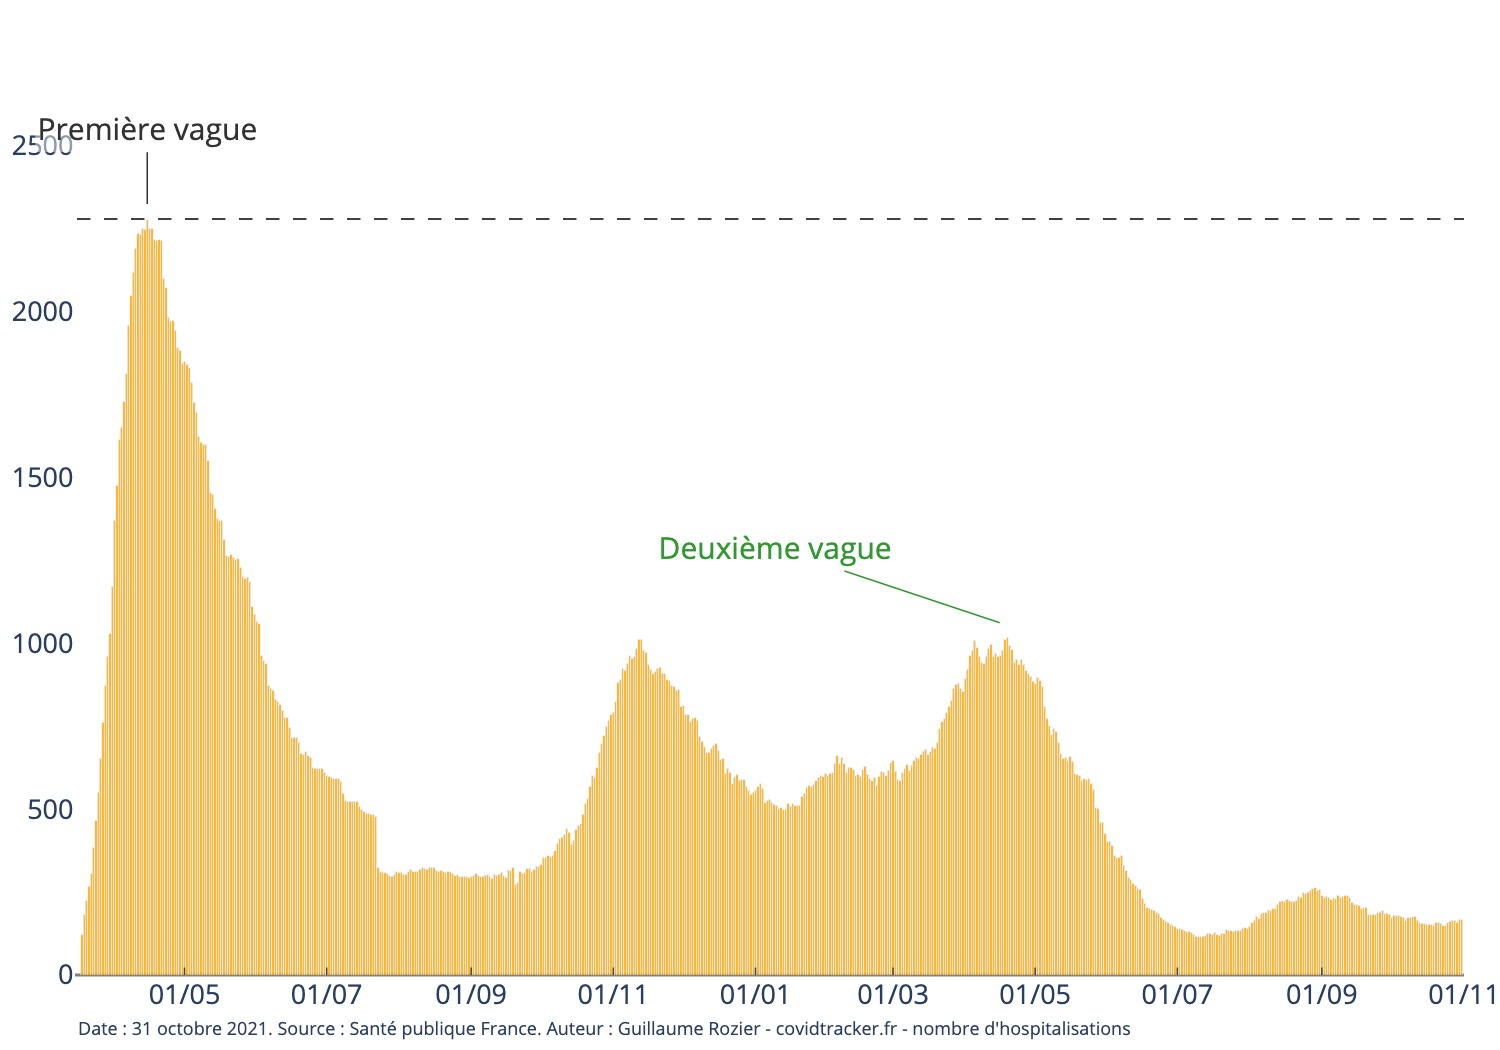 Première vague
2500
2000
1500
Deuxième vague
1000
500
0
01/05 01/07 01/09 01/11 01/01 01/03 01/05 01/07 01/09 01/11
Date : 31 octobre 2021. Source : Santé publique France. Auteur : Guillaume Rozier - covidtracker.fr - nombre d'hospitalisations